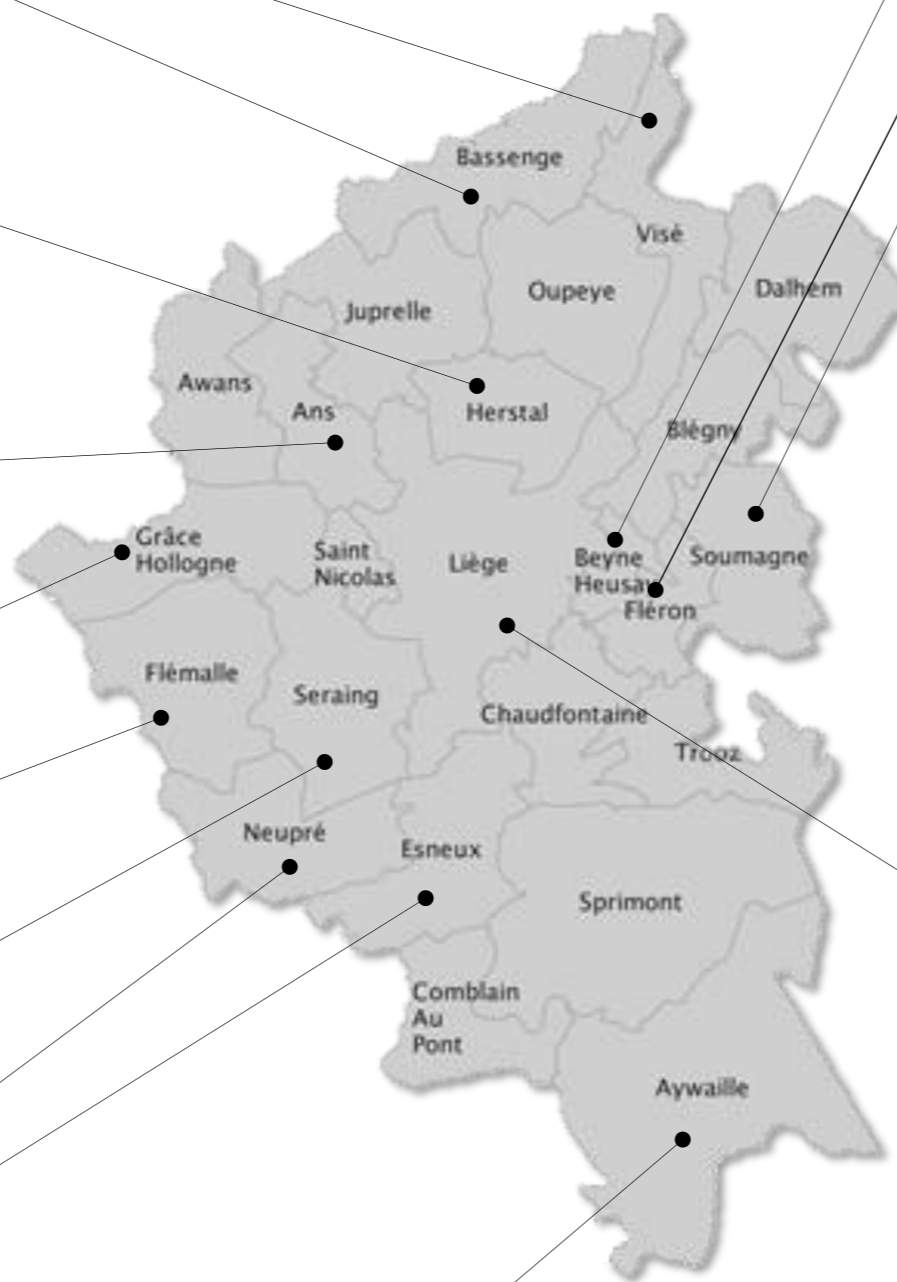 Bassenge
Visé
Dalhem
Oupeye
Juprelle
Awans
Ans
Herstal
Blégny
Grâce
Hollogne
Saint
Nicolas
Liège
Beyne
Heusay
Soumagne
Fléron
Flémalle
Seraing
Chaudfontaine
Trooz
Neupré
Esneux
Sprimont
Comblain
Au
Pont
Aywaille